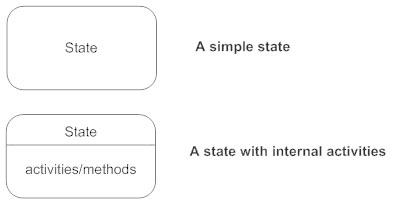 State
A simple state
State
activities/methods
A state with internal activities